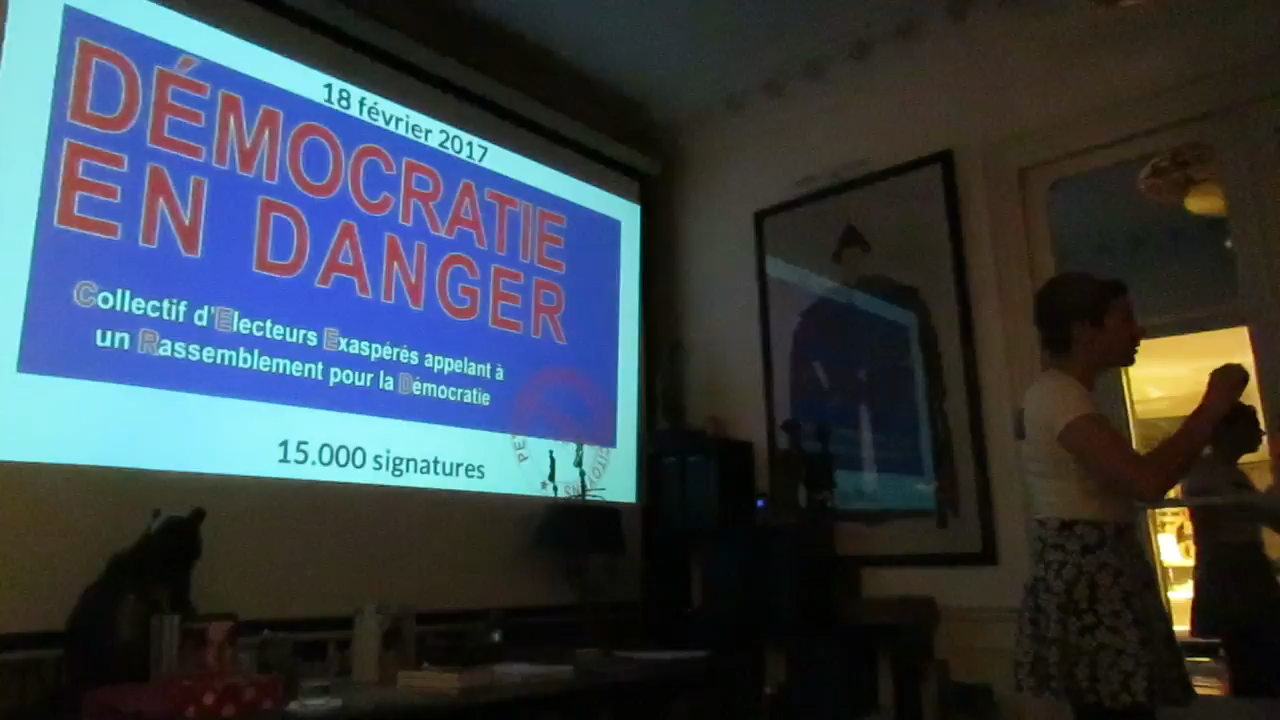 18 février 2017
DÉMOCRATIE
EN DANGER
Collectif d'Electeurs Exaspérés appelant à
un Rassemblement pour la Démocratie
15.000 signatures